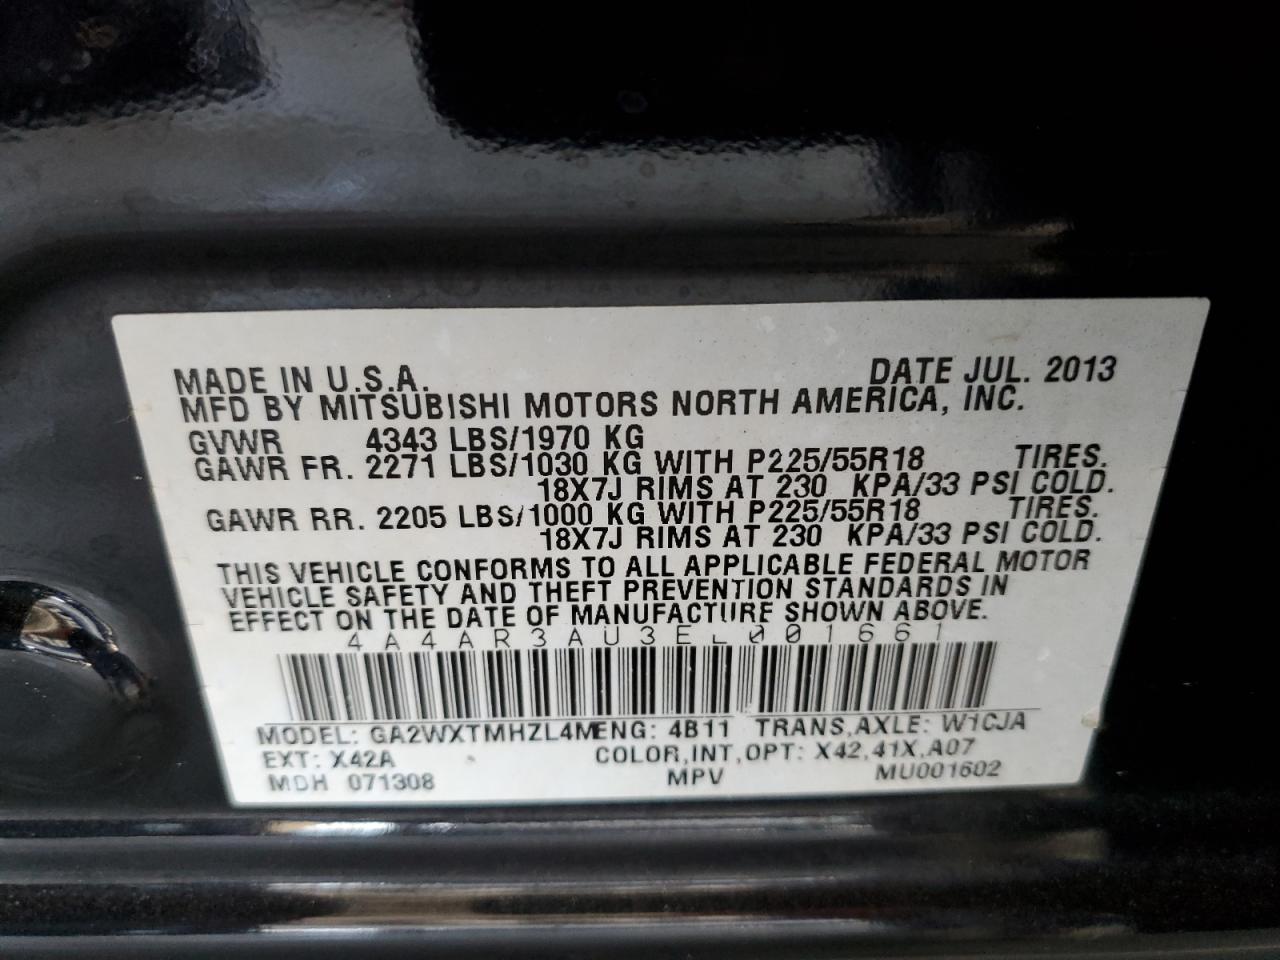 MADE IN U.S.A. DATE JUL. 2013
MFD BY MITSUBISHI MOTORS NORTH AMERICA, INC.
GVWR 4343 LBS/1970 KG
GAWR FR. 2271 LBS/1030 KG WITH P225/55R18 TIRES.
18X7J RIMS AT 230 KPA/33 PSI COLD.
GAWR RR. 2205 LBS/1000 KG WITH P225/55R18 TIRES.
18X7J RIMS AT 230 KPA/33 PSI COLD.
THIS VEHICLE CONFORMS TO ALL APPLICABLE FEDERAL MOTOR
VEHICLE SAFETY AND THEFT PREVENTION STANDARDS IN
EFFECT ON THE DATE OF MANUFACTURE SHOWN ABOVE.
4A4AR3AU3EL001661
MODEL: GA2WXTMHZL4M ENG: 4B11 TRANS,AXLE: W1CJA
EXT: X42A COLOR,INT,OPT: X42,41X,A07
MDH 071308 MPV MU001602